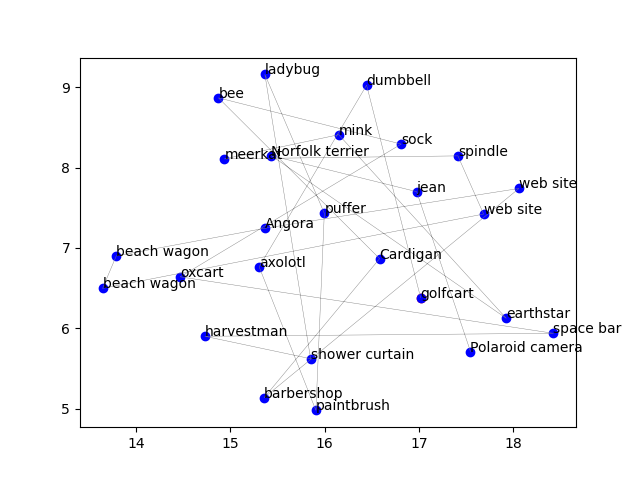 ladybug
dumbbell
9
bee
mink
sock
Norfolk terrier
spindle
meerkat
8
jean
web site
puffer
web site
Angora
7
beach wagon
Cardigan
axolotl
oxcart
beach wagon
golfcart
earthstar
6
harvestman
space bar
shower curtain
Polaroid camera
barbershop
paintbrush
5
14 15 16 17 18